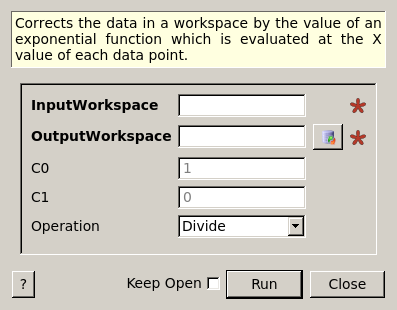 Corrects the data in a workspace by the value of an
exponential function which is evaluated at the X
value of each data point.
InputWorkspace *
OutputWorkspace *
C0 1
C1 0
Operation Divide
? Keep Open Run Close